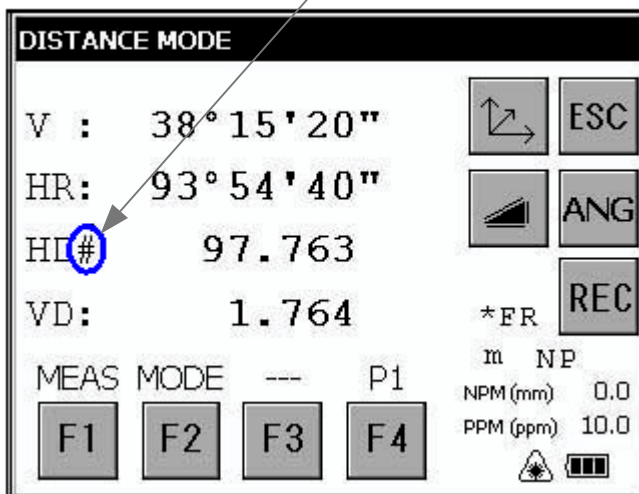 DISTANCE MODE
V : 38°15'20"
HR: 93°54'40"
HD# 97.763
VD: 1.764
ESC
ANG
REC
*FR
m NP
NPM (mm) 0.0
PPM (ppm) 10.0
MEAS MODE --- P1
F1 F2 F3 F4